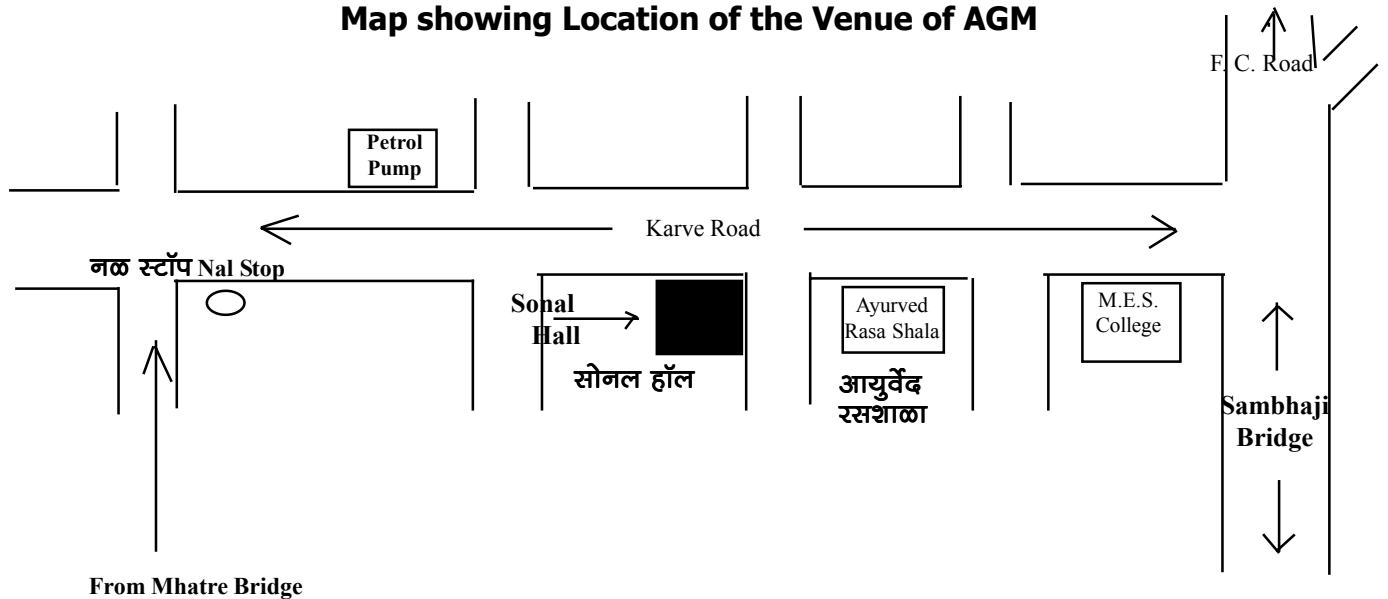 Map showing Location of the Venue of AGM
F. C. Road
Petrol
Pump
Karve Road
नळ स्टॉप Nal Stop
Sonal
Hall
सोनल हॉल
Ayurved
Rasa Shala
आयुर्वेद
रसशाळा
M.E.S.
College
Sambhaji
Bridge
From Mhatre Bridge